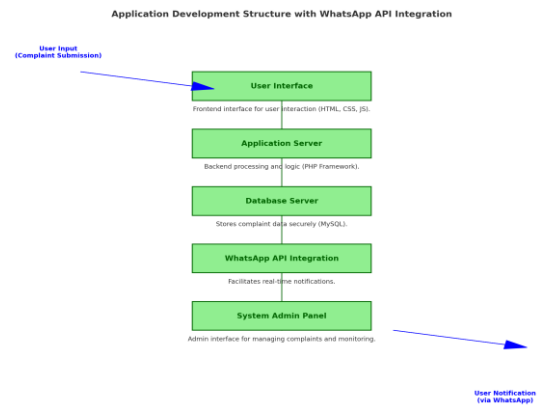 Application Development Structure with WhatsApp API Integration
User Input
(Complaint Submission)
User Interface
Frontend interface for user interaction (HTML, CSS, JS).
Application Server
Backend processing and logic (PHP Framework).
Database Server
Stores complaint data securely (MySQL).
WhatsApp API Integration
Facilitates real-time notifications.
System Admin Panel
Admin interface for managing complaints and monitoring.
User Notification
(via WhatsApp)